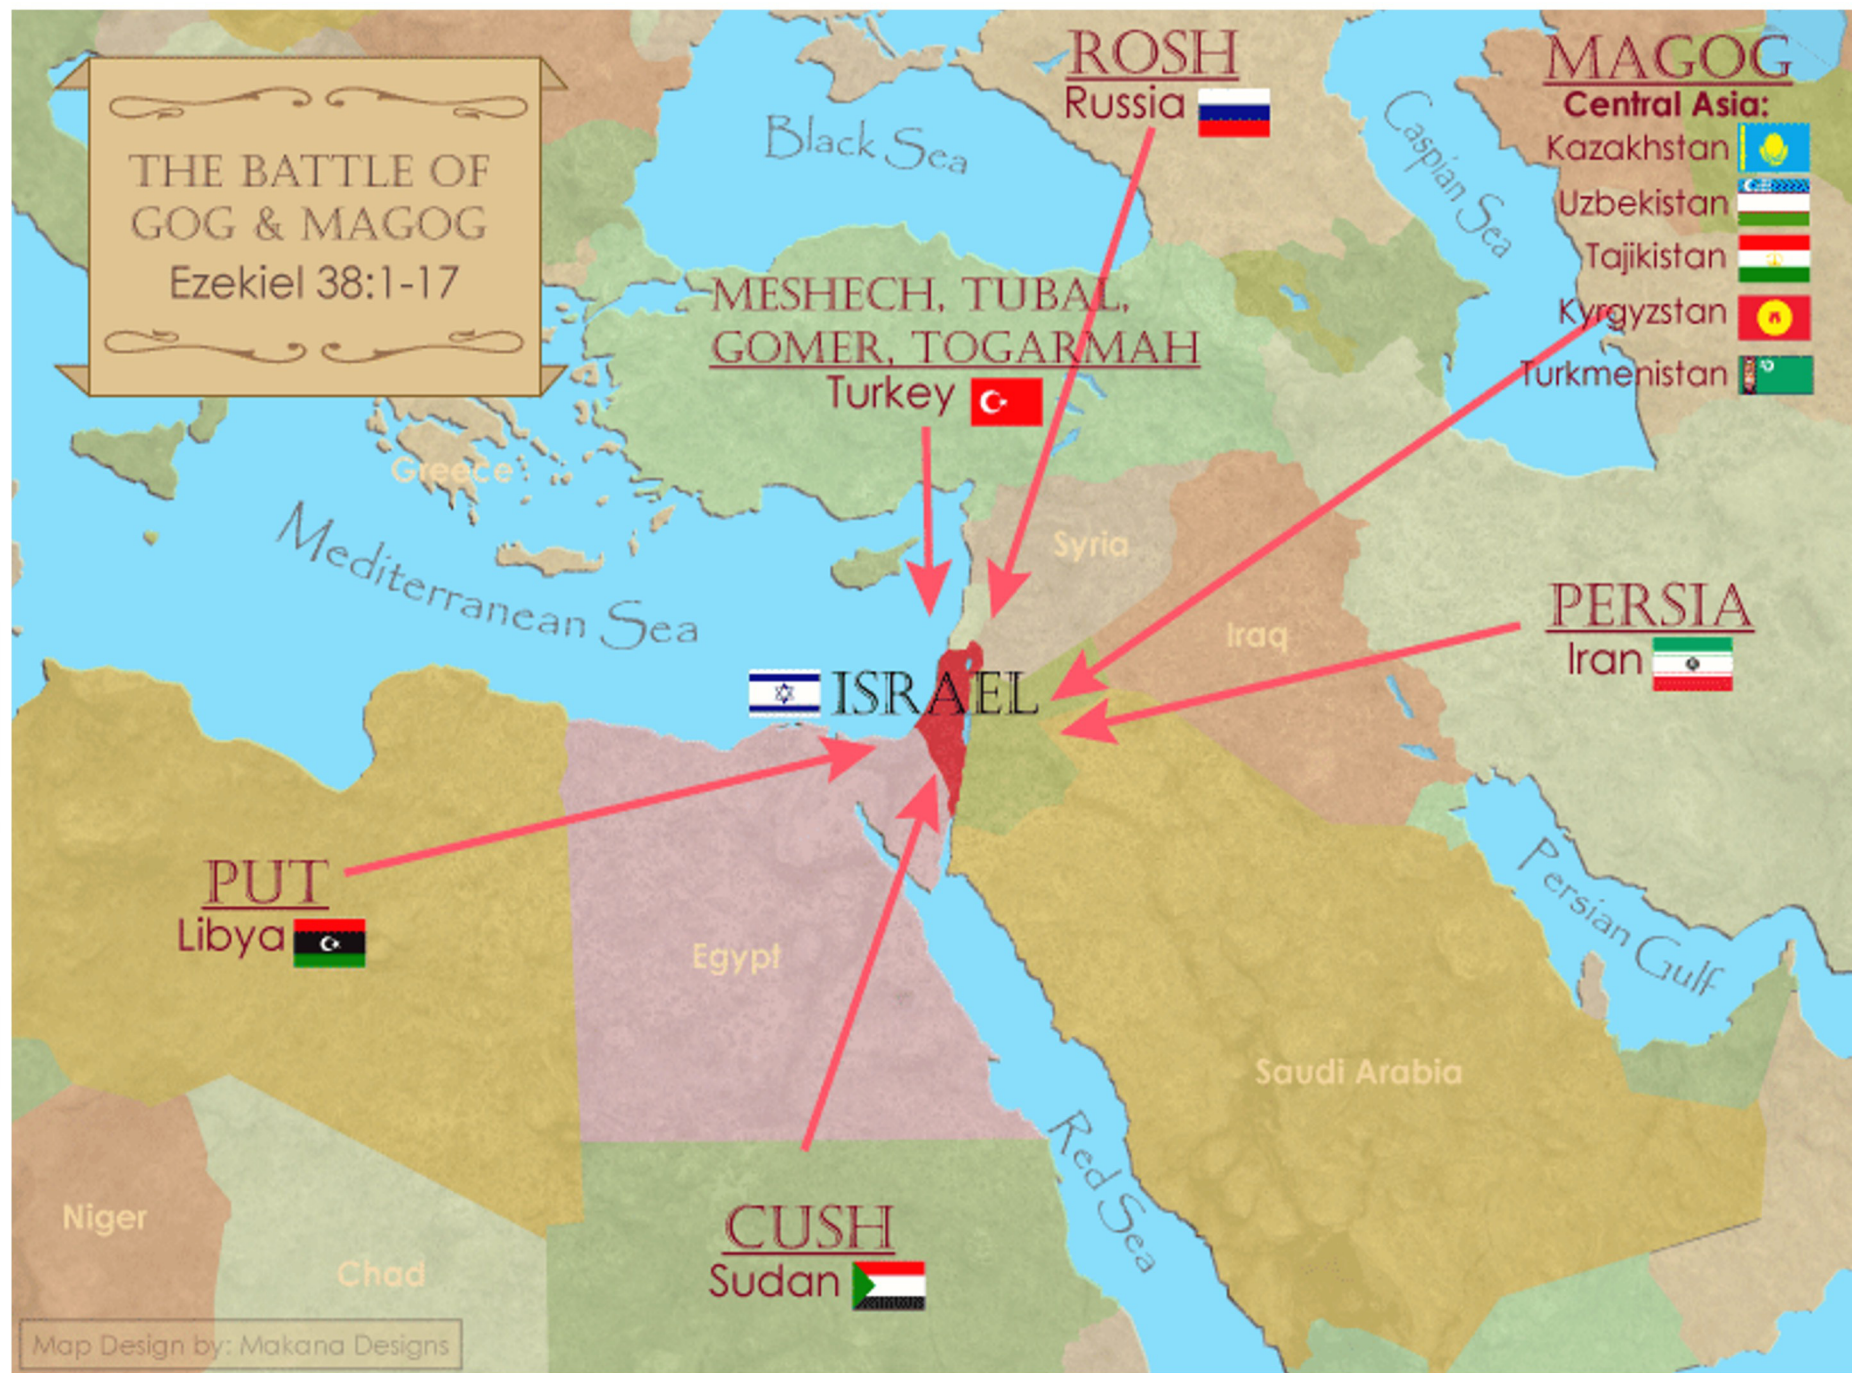 THE BATTLE OF
GOG & MAGOG
Ezekiel 38:1-17
ROSH
Russia
MAGOG
Central Asia:
Kazakhstan
Uzbekistan
Tajikistan
Kyrgyzstan
Turkmenistan
Black Sea
Caspian Sea
MESHECH, TUBAL,
GOMER, TOGARMAH
Turkey
Greece
Mediterranean Sea
Syria
Iraq
PERSIA
Iran
ISRAEL
PUT
Libya
Egypt
Persian Gulf
Saudi Arabia
Red Sea
Niger
Chad
CUSH
Sudan
Map Design by: Makana Designs